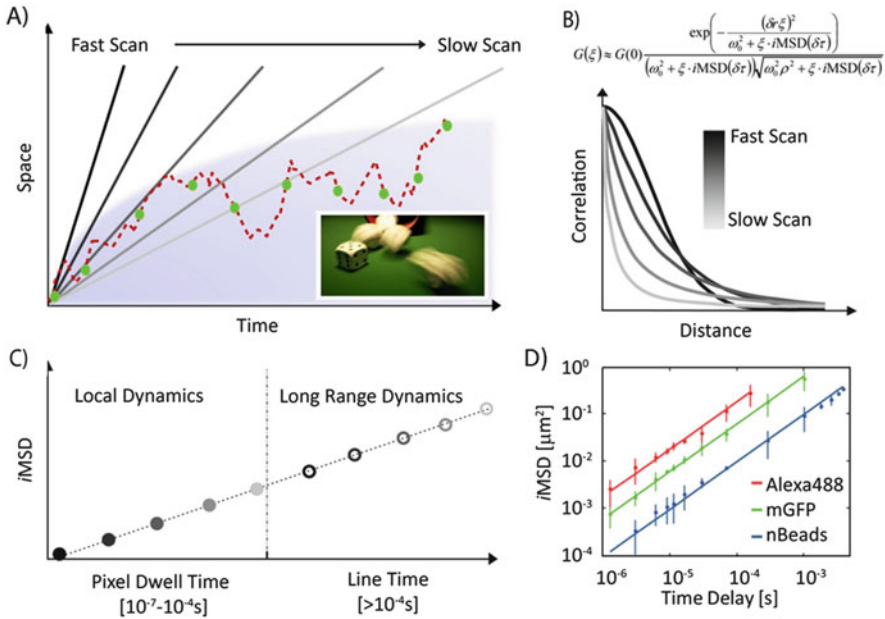 A)
Fast Scan
Slow Scan
Space
Time
B)
G(ξ) ≈ G(0) exp(−(δrξ)² / (ω₀² + ξ·iMSD(δτ))) / ((ω₀² + ξ·iMSD(δτ))√(ω₀²ρ² + ξ·iMSD(δτ)))
Correlation
Fast Scan
Slow Scan
Distance
C)
Local Dynamics
Long Range Dynamics
iMSD
Pixel Dwell Time
[10⁻⁷-10⁻⁴s]
Line Time
[>10⁻⁴s]
D)
iMSD [µm²]
10⁰
10⁻¹
10⁻²
10⁻³
10⁻⁴
Alexa488
mGFP
nBeads
10⁻⁶ 10⁻⁵ 10⁻⁴ 10⁻³
Time Delay [s]